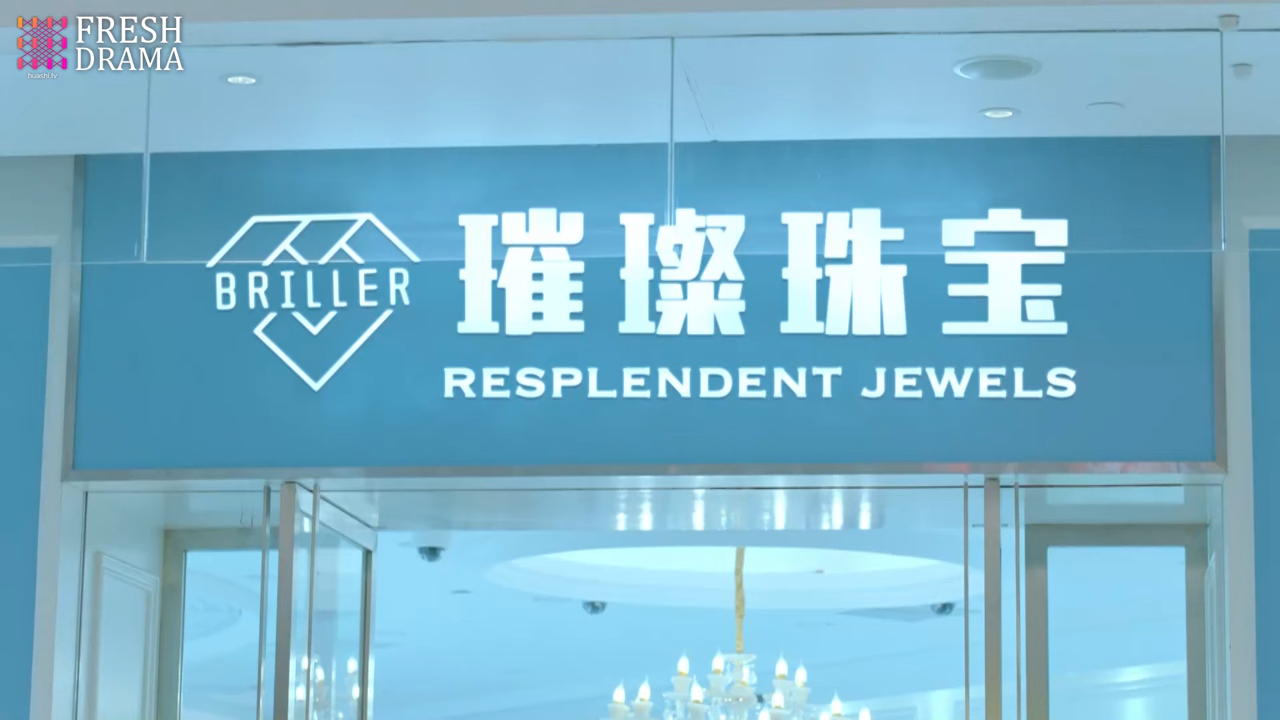 FRESH
DRAMA
huashi.tv
BRILLER
璀璨珠宝
RESPLENDENT JEWELS